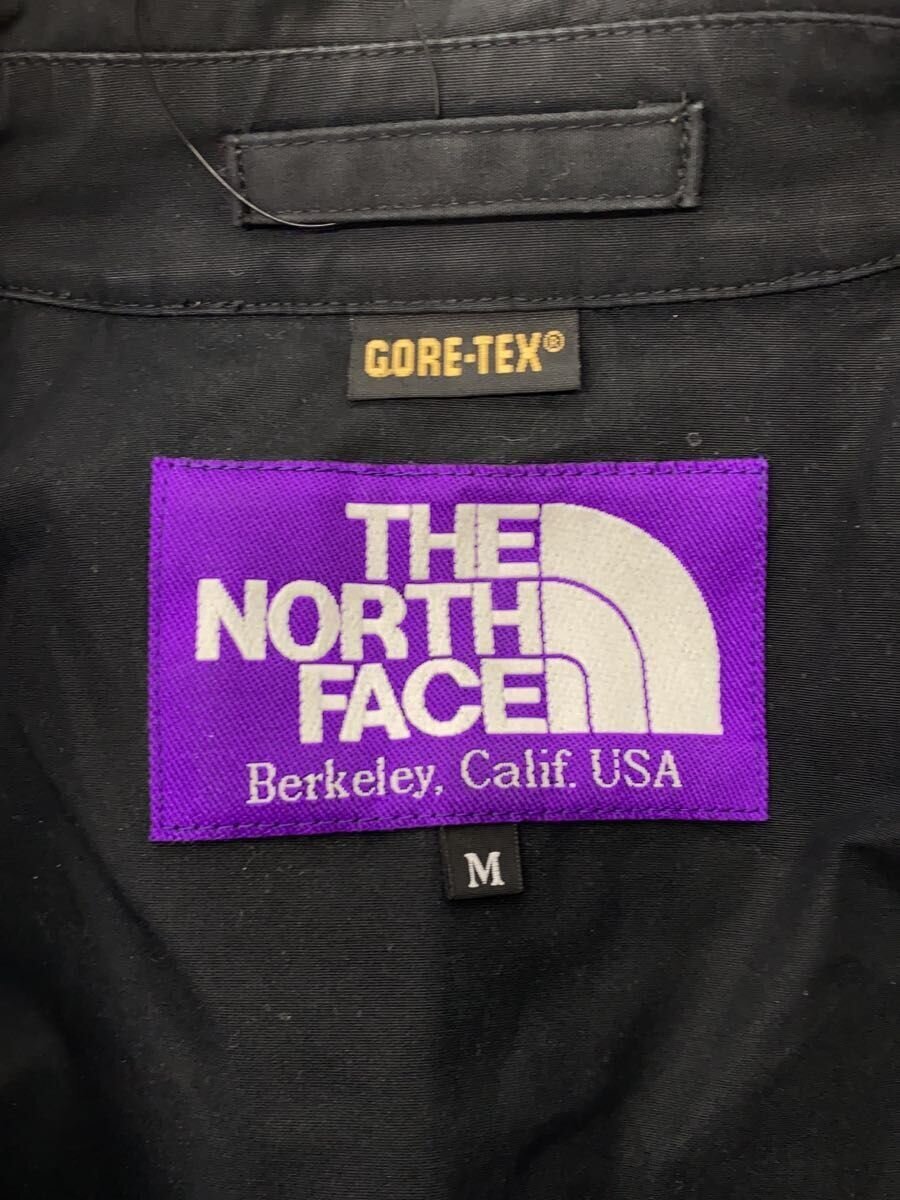 GORE-TEX®
THE
NORTH
FACE
Berkeley, Calif. USA
M